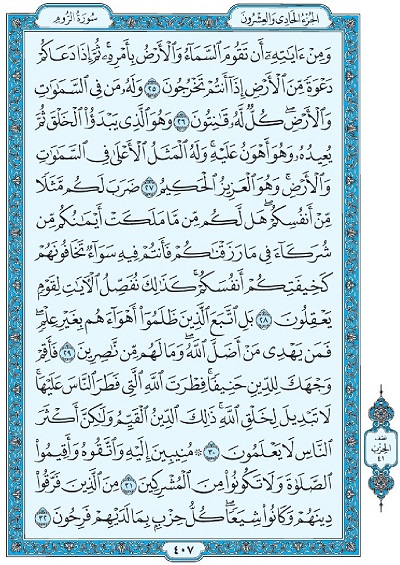 الجزء الحادي والعشرون
سورة الروم
وَمِنْ ءَايَٰتِهِۦٓ أَن تَقُومَ ٱلسَّمَآءُ وَٱلْأَرْضُ بِأَمْرِهِۦ ۚ ثُمَّ إِذَا دَعَاكُمْ
دَعْوَةً مِّنَ ٱلْأَرْضِ إِذَآ أَنتُمْ تَخْرُجُونَ ٢٥ وَلَهُۥ مَن فِى ٱلسَّمَٰوَٰتِ
وَٱلْأَرْضِ ۖ كُلٌّ لَّهُۥ قَٰنِتُونَ ٢٦ وَهُوَ ٱلَّذِى يَبْدَؤُا۟ ٱلْخَلْقَ ثُمَّ
يُعِيدُهُۥ وَهُوَ أَهْوَنُ عَلَيْهِ ۚ وَلَهُ ٱلْمَثَلُ ٱلْأَعْلَىٰ فِى ٱلسَّمَٰوَٰتِ
وَٱلْأَرْضِ ۚ وَهُوَ ٱلْعَزِيزُ ٱلْحَكِيمُ ٢٧ ضَرَبَ لَكُم مَّثَلًا
مِّنْ أَنفُسِكُمْ ۖ هَل لَّكُم مِّن مَّا مَلَكَتْ أَيْمَٰنُكُم مِّن
شُرَكَآءَ فِى مَا رَزَقْنَٰكُمْ فَأَنتُمْ فِيهِ سَوَآءٌ تَخَافُونَهُمْ
كَخِيفَتِكُمْ أَنفُسَكُمْ ۚ كَذَٰلِكَ نُفَصِّلُ ٱلْءَايَٰتِ لِقَوْمٍ
يَعْقِلُونَ ٢٨ بَلِ ٱتَّبَعَ ٱلَّذِينَ ظَلَمُوٓا۟ أَهْوَآءَهُم بِغَيْرِ عِلْمٍ ۖ
فَمَن يَهْدِى مَنْ أَضَلَّ ٱللَّهُ ۖ وَمَا لَهُم مِّن نَّٰصِرِينَ ٢٩ فَأَقِمْ
وَجْهَكَ لِلدِّينِ حَنِيفًا ۚ فِطْرَتَ ٱللَّهِ ٱلَّتِى فَطَرَ ٱلنَّاسَ عَلَيْهَا ۚ
لَا تَبْدِيلَ لِخَلْقِ ٱللَّهِ ۚ ذَٰلِكَ ٱلدِّينُ ٱلْقَيِّمُ وَلَٰكِنَّ أَكْثَرَ
ٱلنَّاسِ لَا يَعْلَمُونَ ٣٠ ۞ مُنِيبِينَ إِلَيْهِ وَٱتَّقُوهُ وَأَقِيمُوا۟
ٱلصَّلَوٰةَ وَلَا تَكُونُوا۟ مِنَ ٱلْمُشْرِكِينَ ٣١ مِنَ ٱلَّذِينَ فَرَّقُوا۟
دِينَهُمْ وَكَانُوا۟ شِيَعًا ۖ كُلُّ حِزْبٍۭ بِمَا لَدَيْهِمْ فَرِحُونَ ٣٢
نصف
الحزب
٤١
٤٠٧